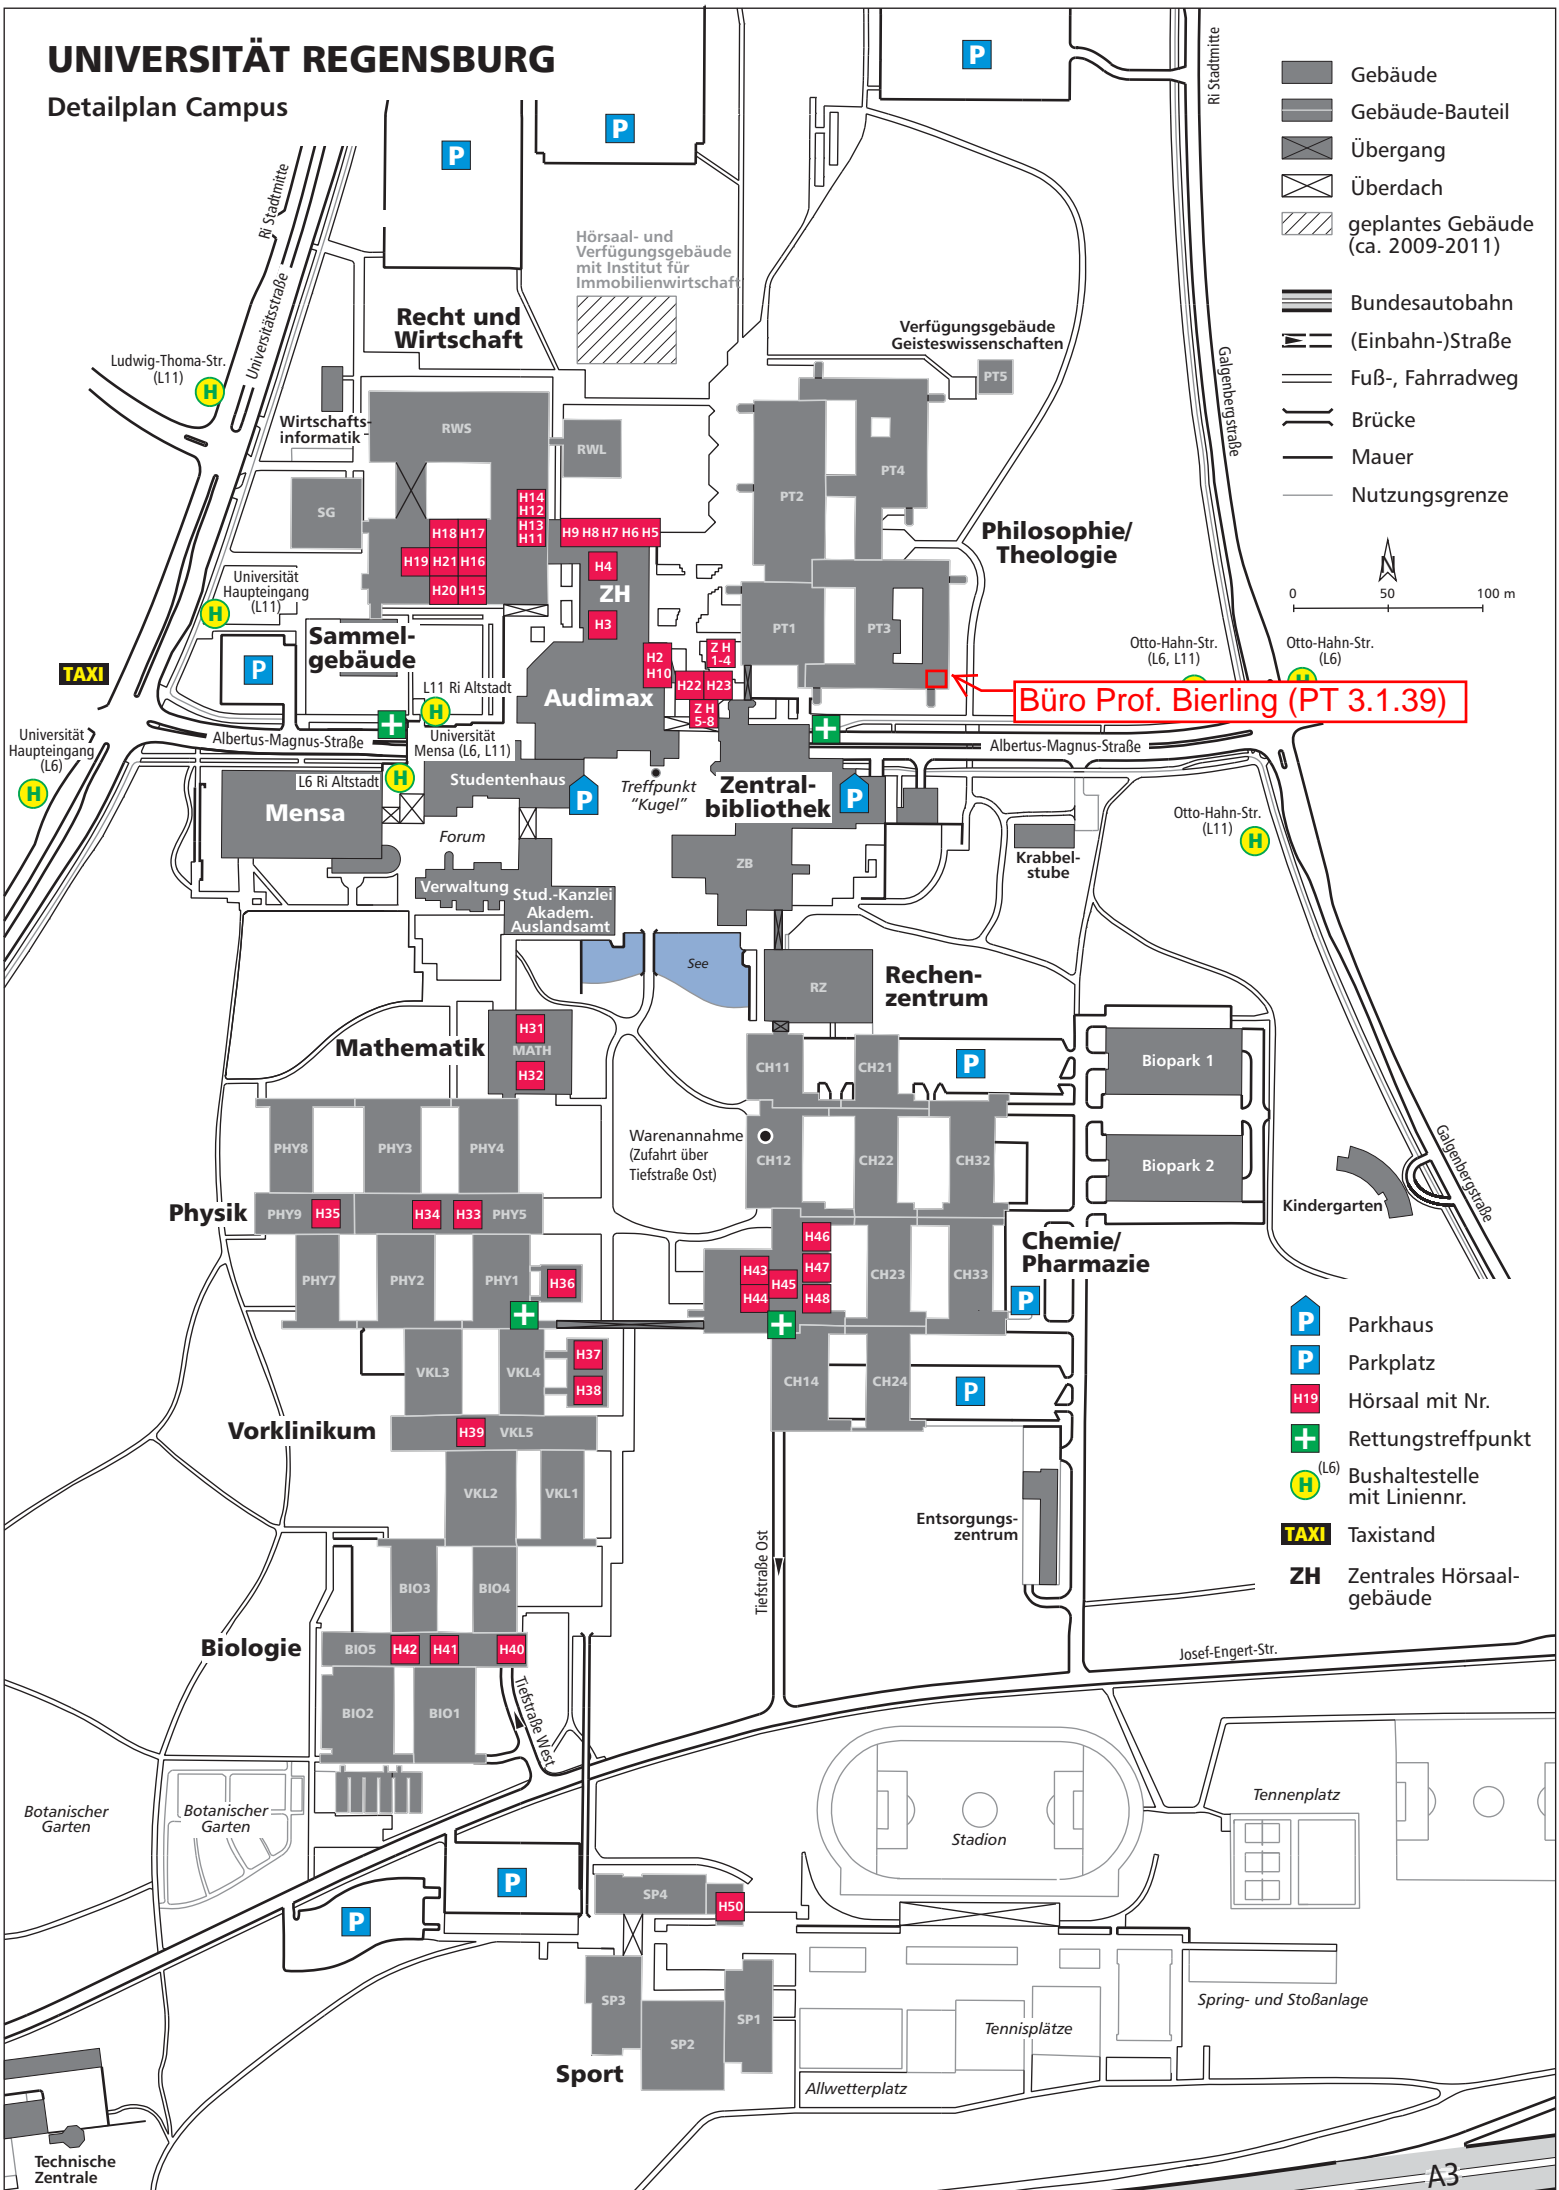 UNIVERSITÄT REGENSBURG
Detailplan Campus
P
P
P
Ri Stadtmitte
Ri Stadtmitte
Universitätsstraße
Gebäude
Gebäude-Bauteil
Übergang
Überdach
geplantes Gebäude
(ca. 2009-2011)
Bundesautobahn
(Einbahn-)Straße
Fuß-, Fahrradweg
Brücke
Mauer
Nutzungsgrenze
N
0 50 100 m
Hörsaal- und
Verfügungsgebäude
mit Institut für
Immobilienwirtschaft
Recht und
Wirtschaft
Verfügungsgebäude
Geisteswissenschaften
PT5
Ludwig-Thoma-Str.
(L11)
H
Galgenbergstraße
Wirtschafts-
informatik
RWS
RWL
PT4
PT2
SG
H14
H12
H13
H11
H9 H8 H7 H6 H5
H18 H17
H19 H21 H16
H20 H15
H4
ZH
H3
Philosophie/
Theologie
Universität
Haupteingang
(L11)
H
Sammel-
gebäude
P
TAXI
PT1
PT3
H2
H10
Z H
1-4
H22 H23
Z H
5-8
Otto-Hahn-Str.
(L6, L11)
Otto-Hahn-Str.
(L6)
H
H
Büro Prof. Bierling (PT 3.1.39)
L11 Ri Altstadt
H
Audimax
Universität
Mensa (L6, L11)
Albertus-Magnus-Straße
Albertus-Magnus-Straße
Universität
Haupteingang
(L6)
H
L6 Ri Altstadt
H
Studentenhaus
P
Treffpunkt
"Kugel"
Zentral-
bibliothek
P
Mensa
Forum
Otto-Hahn-Str.
(L11)
H
Krabbel-
stube
ZB
Verwaltung
Stud.-Kanzlei
Akadem.
Auslandsamt
See
RZ
Rechen-
zentrum
H31
MATH
H32
Mathematik
CH11
CH21
P
Biopark 1
PHY8
PHY3
PHY4
Warenannahme
(Zufahrt über
Tiefstraße Ost)
CH12
CH22
CH32
Biopark 2
Galgenbergstraße
Kindergarten
Physik
PHY9
H35
H34
H33
PHY5
H46
Chemie/
Pharmazie
PHY7
PHY2
PHY1
H36
H43
H45
H47
H44
H48
CH23
CH33
P
H37
H38
VKL3
VKL4
CH14
CH24
P
P
Parkhaus
P
Parkplatz
H19
Hörsaal mit Nr.
Rettungstreffpunkt
H
(L6)
Bushaltestelle
mit Liniennr.
TAXI
Taxistand
ZH
Zentrales Hörsaal-
gebäude
Vorklinikum
H39
VKL5
VKL2
VKL1
Entsorgungs-
zentrum
Tiefstraße Ost
BIO3
BIO4
Biologie
BIO5
H42
H41
H40
Josef-Engert-Str.
BIO2
BIO1
Tiefstraße West
Botanischer
Garten
Botanischer
Garten
Stadion
Tennenplatz
P
P
SP4
H50
SP3
SP2
SP1
Sport
Spring- und Stoßanlage
Tennisplätze
Allwetterplatz
Technische
Zentrale
A3